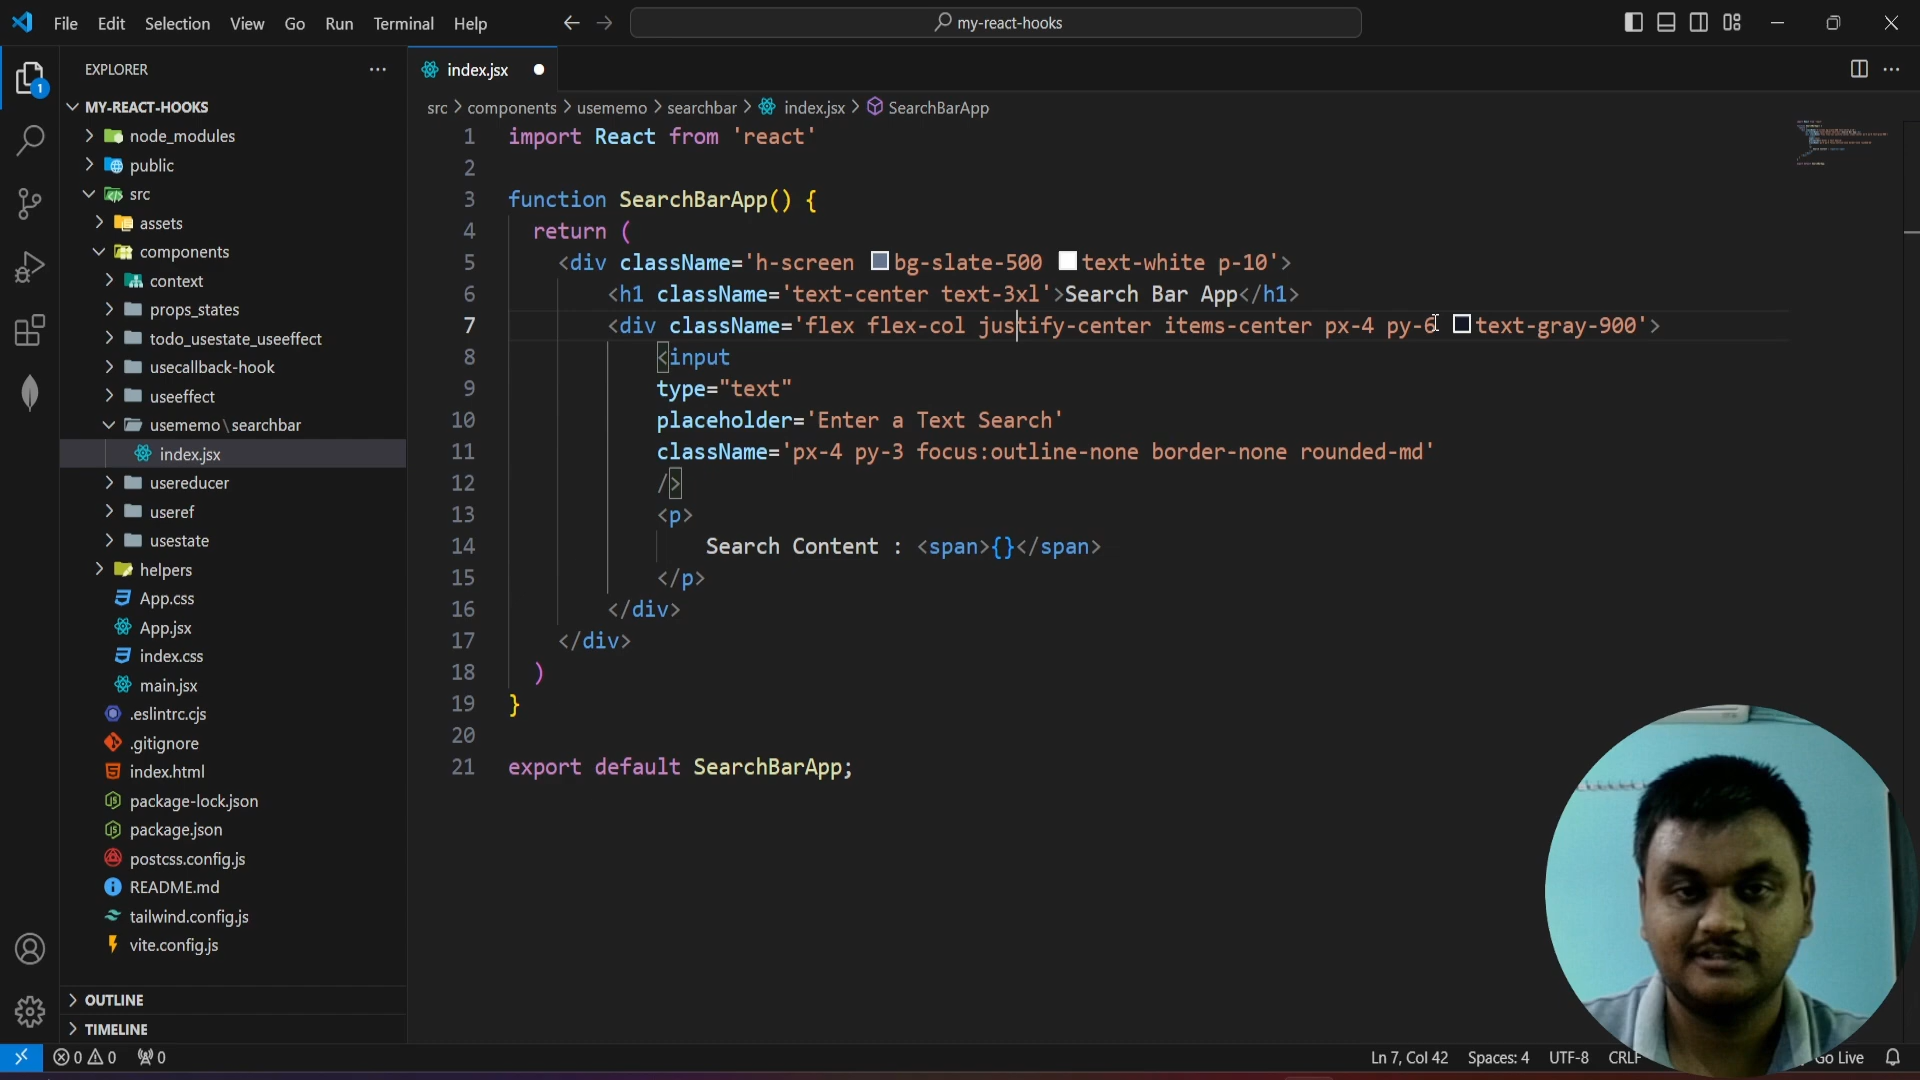 File Edit Selection View Go Run Terminal Help
my-react-hooks
EXPLORER
index.jsx
1
MY-REACT-HOOKS
node_modules
public
src
assets
components
context
props_states
todo_usestate_useeffect
usecallback-hook
useeffect
usememo\searchbar
index.jsx
usereducer
useref
usestate
helpers
App.css
App.jsx
index.css
main.jsx
.eslintrc.cjs
.gitignore
index.html
package-lock.json
package.json
postcss.config.js
README.md
tailwind.config.js
vite.config.js
OUTLINE
TIMELINE
src > components > usememo > searchbar > index.jsx > SearchBarApp
1 import React from 'react'
2
3 function SearchBarApp() {
4 return (
5 <div className='h-screen bg-slate-500 text-white p-10'>
6 <h1 className='text-center text-3xl'>Search Bar App</h1>
7 <div className='flex flex-col justify-center items-center px-4 py-6 text-gray-900'>
8 <input
9 type="text"
10 placeholder='Enter a Text Search'
11 className='px-4 py-3 focus:outline-none border-none rounded-md'
12 />
13 <p>
14 Search Content : <span>{}</span>
15 </p>
16 </div>
17 </div>
18 )
19 }
20
21 export default SearchBarApp;
0 0 0
Ln 7, Col 42 Spaces: 4 UTF-8 CRLF Go Live